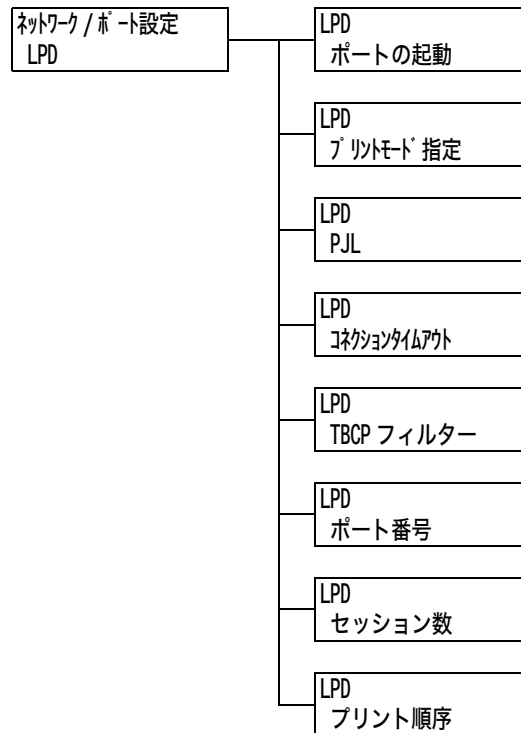 ﾈｯﾄﾜｰｸ / ﾎﾟｰﾄ設定
LPD
LPD
ポートの起動
LPD
ﾌﾟﾘﾝﾄﾓｰﾄﾞ指定
LPD
PJL
LPD
ｺﾈｸｼｮﾝﾀｲﾑｱｳﾄ
LPD
TBCP フィルター
LPD
ポート番号
LPD
セッション数
LPD
プリント順序